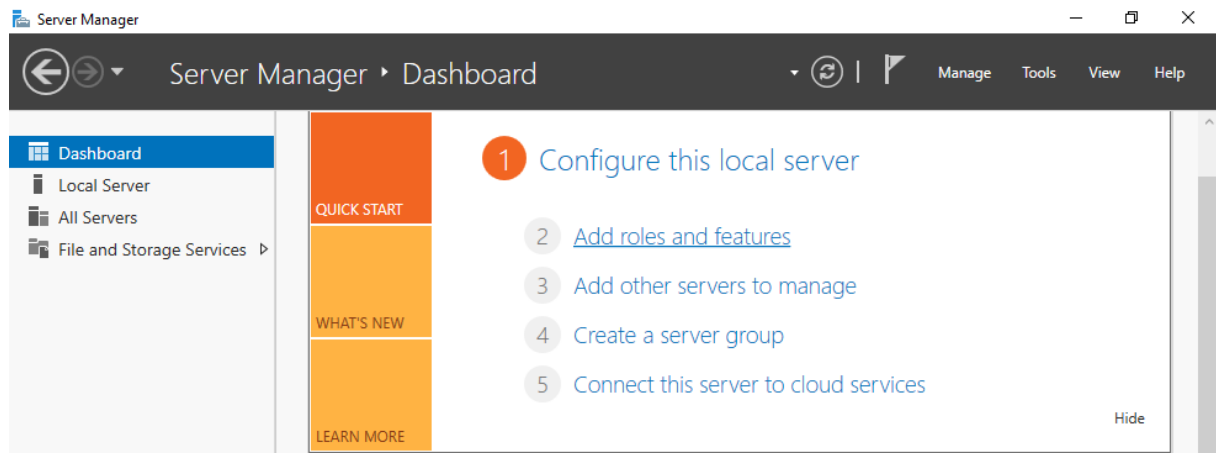 Server Manager
Server Manager ‣ Dashboard
Manage Tools View Help
Dashboard
Local Server
All Servers
File and Storage Services
QUICK START
WHAT'S NEW
LEARN MORE
1 Configure this local server
2 Add roles and features
3 Add other servers to manage
4 Create a server group
5 Connect this server to cloud services
Hide